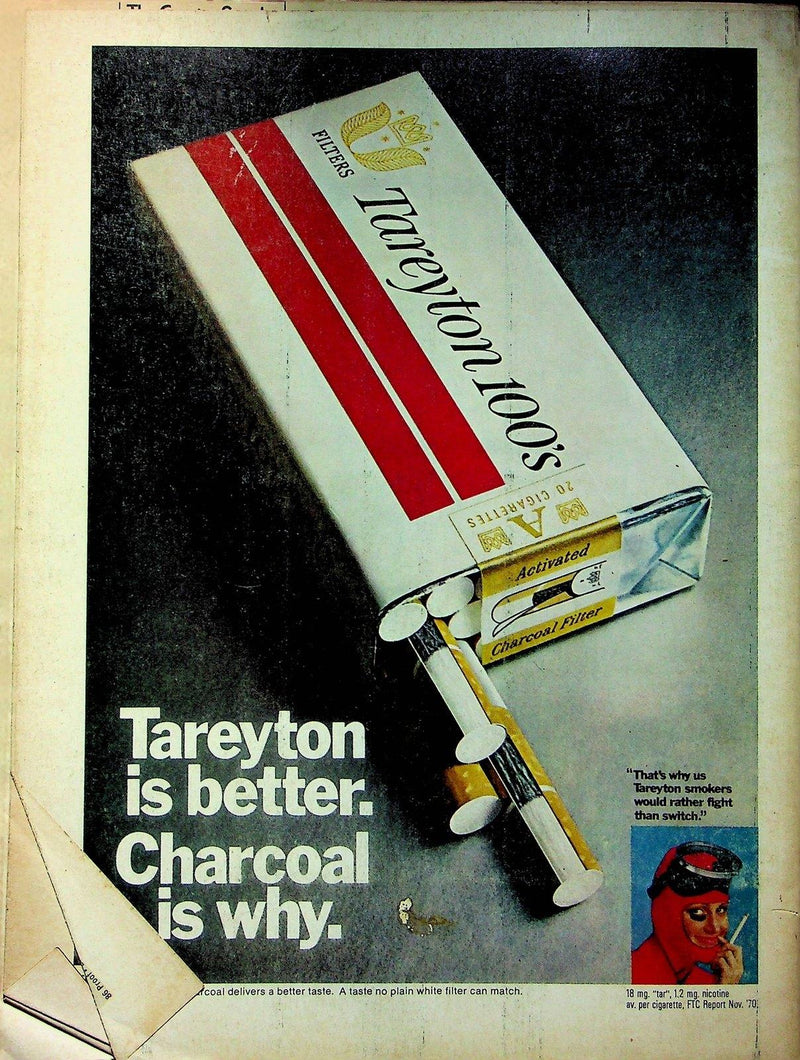 FILTERS
Tareyton 100's
20 CIGARETTES
A
Activated
Charcoal Filter
Tareyton
is better.
Charcoal
is why.
"That's why us
Tareyton smokers
would rather fight
than switch."
86 Proof
delivers a better taste. A taste no plain white filter can match.
18 mg. "tar", 1.2 mg. nicotine
av. per cigarette, FTC Report Nov. '70.